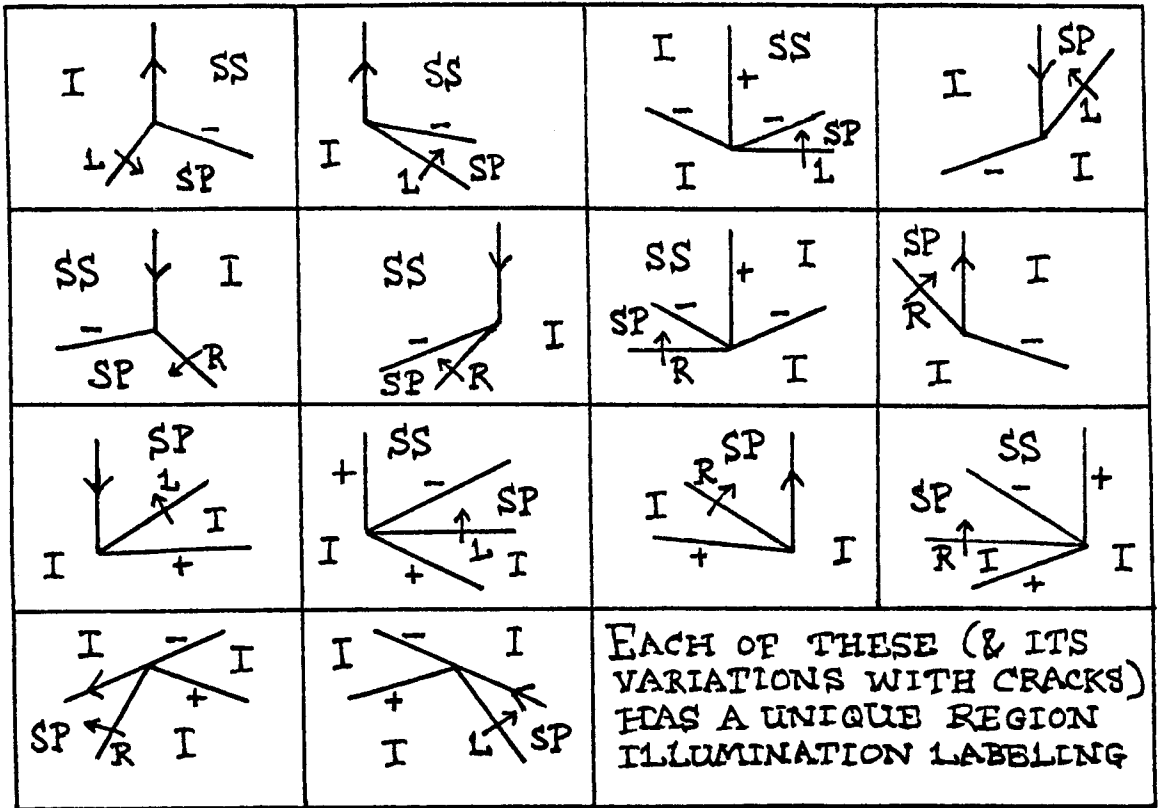 I SS
-
L SP
SS
-
I
L SP
I SS
+
- -
SP
I L
SP
I
L
- I
SS I
-
SP R
SS
I
-
SP R
SS + I
- -
SP
R I
SP
I
R
-
I
SP
L
I
I +
SS
+
-
SP
I L I
+
SP
R
I
+ I
SS
- +
SP
R I I
+
I - I
+
SP R I
I - I
+
I L SP
EACH OF THESE (& ITS
VARIATIONS WITH CRACKS)
HAS A UNIQUE REGION
ILLUMINATION LABELING